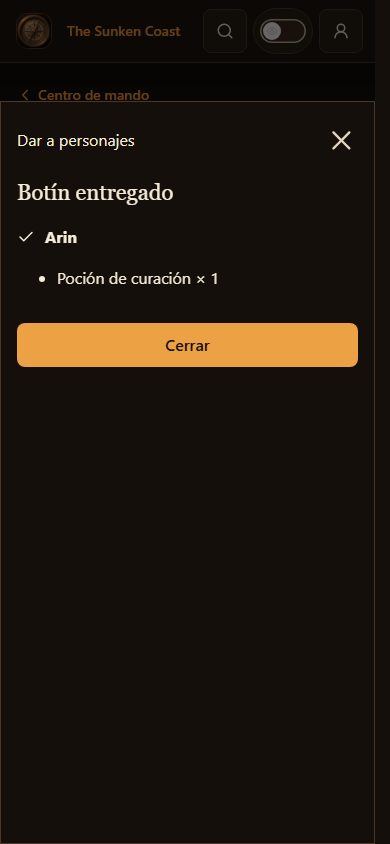 The Sunken Coast
Centro de mando
Dar a personajes
Botín entregado
Arin
Poción de curación × 1
Cerrar